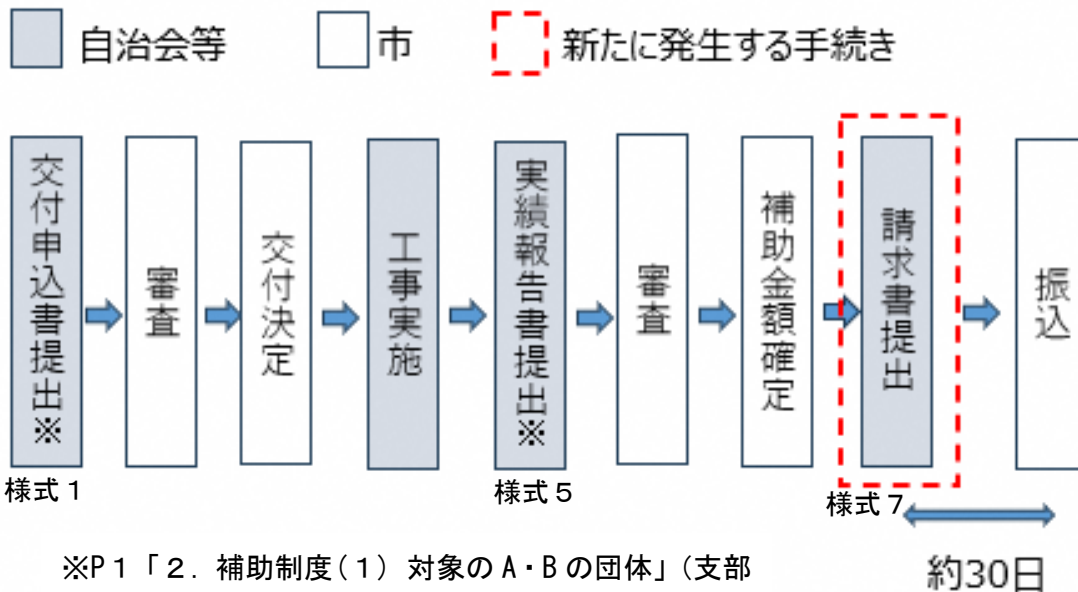 自治会等
市
新たに発生する手続き
交付申込書提出※
審査
交付決定
工事実施
実績報告書提出※
審査
補助金額確定
請求書提出
振込
様式1
様式5
様式7
※P1「2. 補助制度(1) 対象のA・Bの団体」(支部
約30日